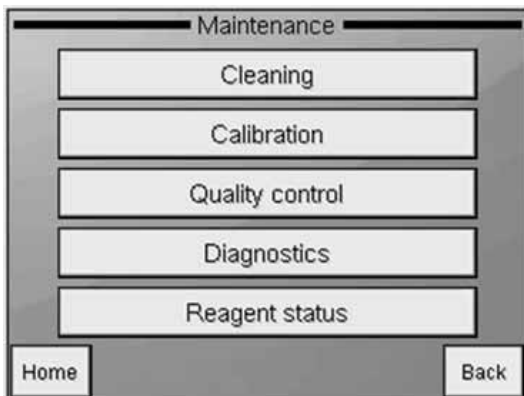 Maintenance
Cleaning
Calibration
Quality control
Diagnostics
Reagent status
Home Back